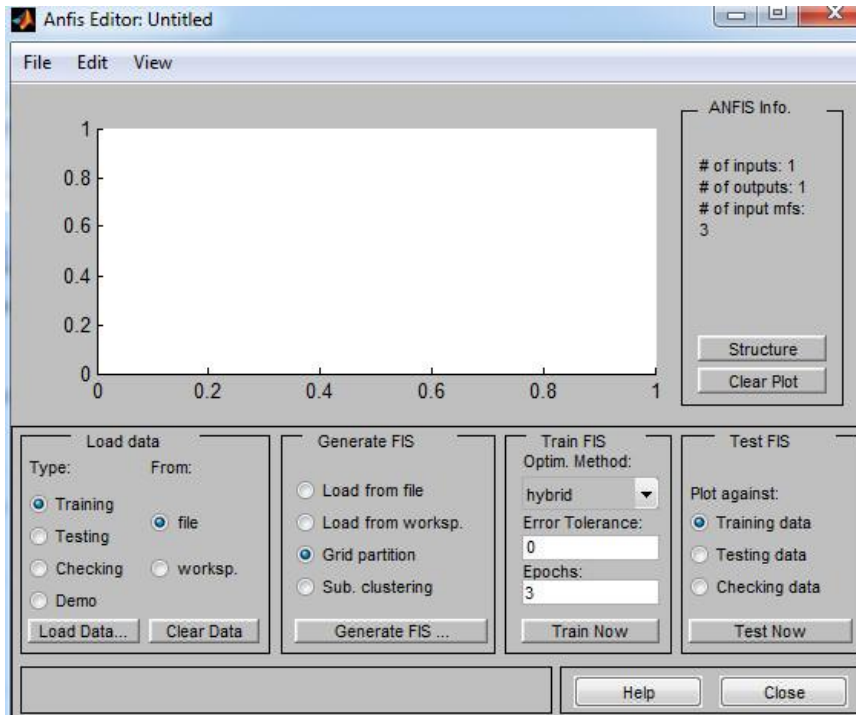 Anfis Editor: Untitled
File Edit View
1
0.8
0.6
0.4
0.2
0
0 0.2 0.4 0.6 0.8 1
ANFIS Info.
# of inputs: 1
# of outputs: 1
# of input mfs:
3
Structure
Clear Plot
Load data
Type: From:
Training
file
Testing
Checking
worksp.
Demo
Load Data... Clear Data
Generate FIS
Load from file
Load from worksp.
Grid partition
Sub. clustering
Generate FIS ...
Train FIS
Optim. Method:
hybrid
Error Tolerance:
0
Epochs:
3
Train Now
Test FIS
Plot against:
Training data
Testing data
Checking data
Test Now
Help Close